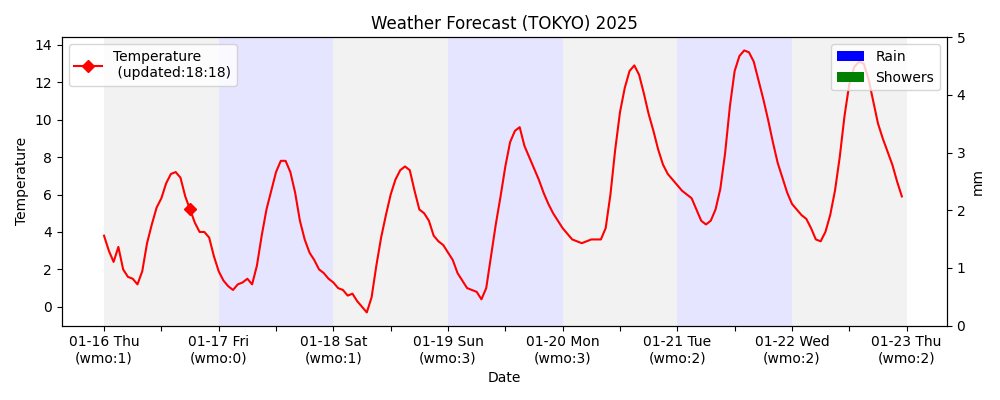 Weather Forecast (TOKYO) 2025
Temperature
(updated:18:18)
Rain
Showers
14
12
10
8
6
4
2
0
Temperature
5
4
3
2
1
0
mm
01-16 Thu
(wmo:1)
01-17 Fri
(wmo:0)
01-18 Sat
(wmo:1)
01-19 Sun
(wmo:3)
01-20 Mon
(wmo:3)
01-21 Tue
(wmo:2)
01-22 Wed
(wmo:2)
01-23 Thu
(wmo:2)
Date